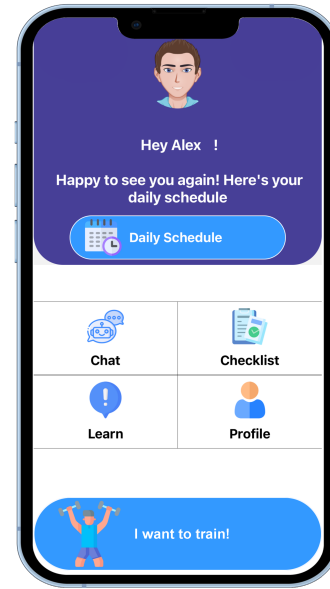 Hey Alex !
Happy to see you again! Here's your
daily schedule
Daily Schedule
Chat
Checklist
Learn
Profile
I want to train!